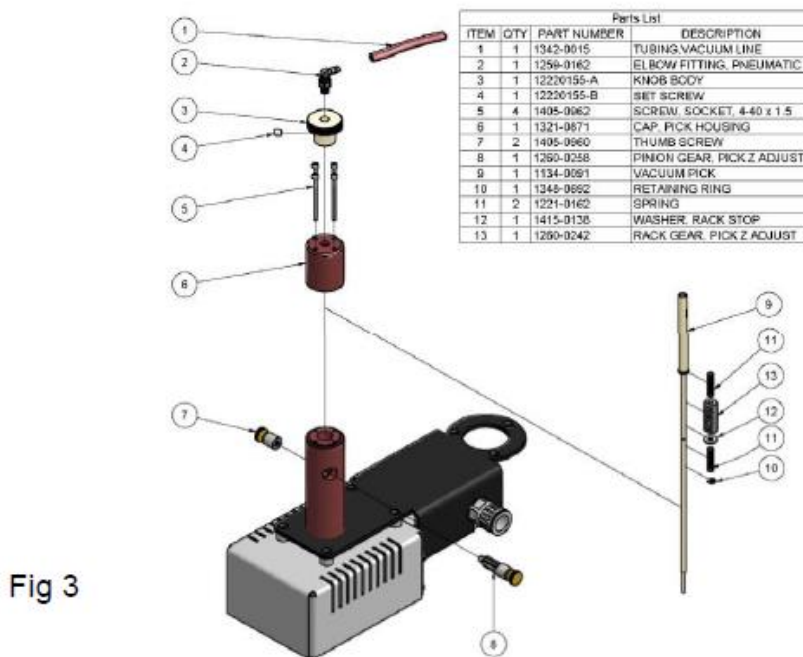 Parts List
ITEM QTY PART NUMBER DESCRIPTION
1 1 1342-0015 TUBING,VACUUM LINE
2 1 1259-0162 ELBOW FITTING, PNEUMATIC
3 1 12220155-A KNOB BODY
4 1 12220155-B SET SCREW
5 4 1405-0962 SCREW, SOCKET, 4-40 x 1.5
6 1 1321-0871 CAP, PICK HOUSING
7 2 1405-0960 THUMB SCREW
8 1 1260-0258 PINION GEAR, PICK Z ADJUST
9 1 1134-0091 VACUUM PICK
10 1 1348-0692 RETAINING RING
11 2 1221-0162 SPRING
12 1 1415-0138 WASHER, RACK STOP
13 1 1260-0242 RACK GEAR, PICK Z ADJUST
1
2
3
4
5
6
7
9
11
13
12
11
10
8
Fig 3